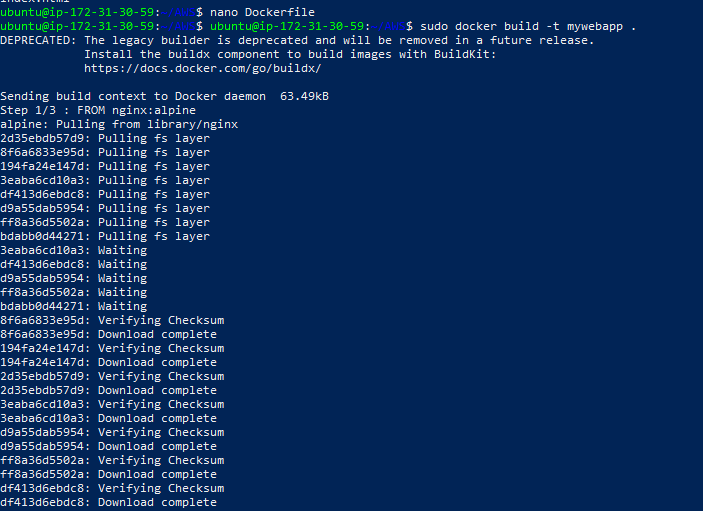 ubuntu@ip-172-31-30-59:$ nano Dockerfile
ubuntu@ip-172-31-30-59:$ ubuntu@ip-172-31-30-59:$ sudo docker build -t mywebapp .
DEPRECATED: The legacy builder is deprecated and will be removed in a future release.
Install the buildx component to build images with BuildKit:
https://docs.docker.com/go/buildx/
Sending build context to Docker daemon  63.49kB
Step 1/3 : FROM nginx:alpine
alpine: Pulling from library/nginx
2d35ebdb57d9: Pulling fs layer
8f6a6833e95d: Pulling fs layer
194fa24e147d: Pulling fs layer
3eaba6cd10a3: Pulling fs layer
df413d6ebdc8: Pulling fs layer
d9a55dab5954: Pulling fs layer
ff8a36d5502a: Pulling fs layer
bdabb0d44271: Pulling fs layer
3eaba6cd10a3: Waiting
df413d6ebdc8: Waiting
d9a55dab5954: Waiting
ff8a36d5502a: Waiting
bdabb0d44271: Waiting
8f6a6833e95d: Verifying Checksum
8f6a6833e95d: Download complete
194fa24e147d: Verifying Checksum
194fa24e147d: Download complete
2d35ebdb57d9: Verifying Checksum
2d35ebdb57d9: Download complete
3eaba6cd10a3: Verifying Checksum
3eaba6cd10a3: Download complete
d9a55dab5954: Verifying Checksum
d9a55dab5954: Download complete
ff8a36d5502a: Verifying Checksum
ff8a36d5502a: Download complete
df413d6ebdc8: Verifying Checksum
df413d6ebdc8: Download complete